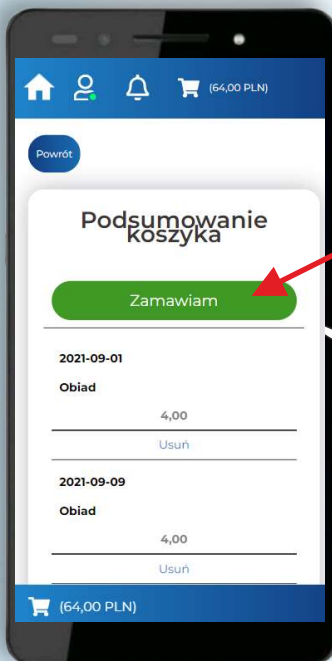 (64,00 PLN)
Powrót
Podsumowanie
koszyka
Zamawiam
2021-09-01
Obiad
4,00
Usuń
2021-09-09
Obiad
4,00
Usuń
(64,00 PLN)